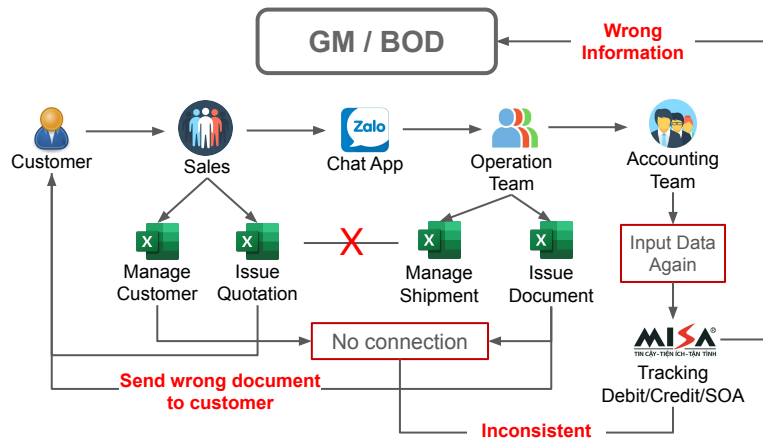 GM / BOD
Wrong
Information
Zalo
Customer
Sales
Chat App
Operation
Team
Accounting
Team
X
X
X
X
X
Manage
Customer
Issue
Quotation
Manage
Shipment
Issue
Document
Input Data
Again
No connection
MISA®
TIN CẬY-TIỆN ÍCH-TẬN TÌNH
Send wrong document
to customer
Tracking
Debit/Credit/SOA
Inconsistent